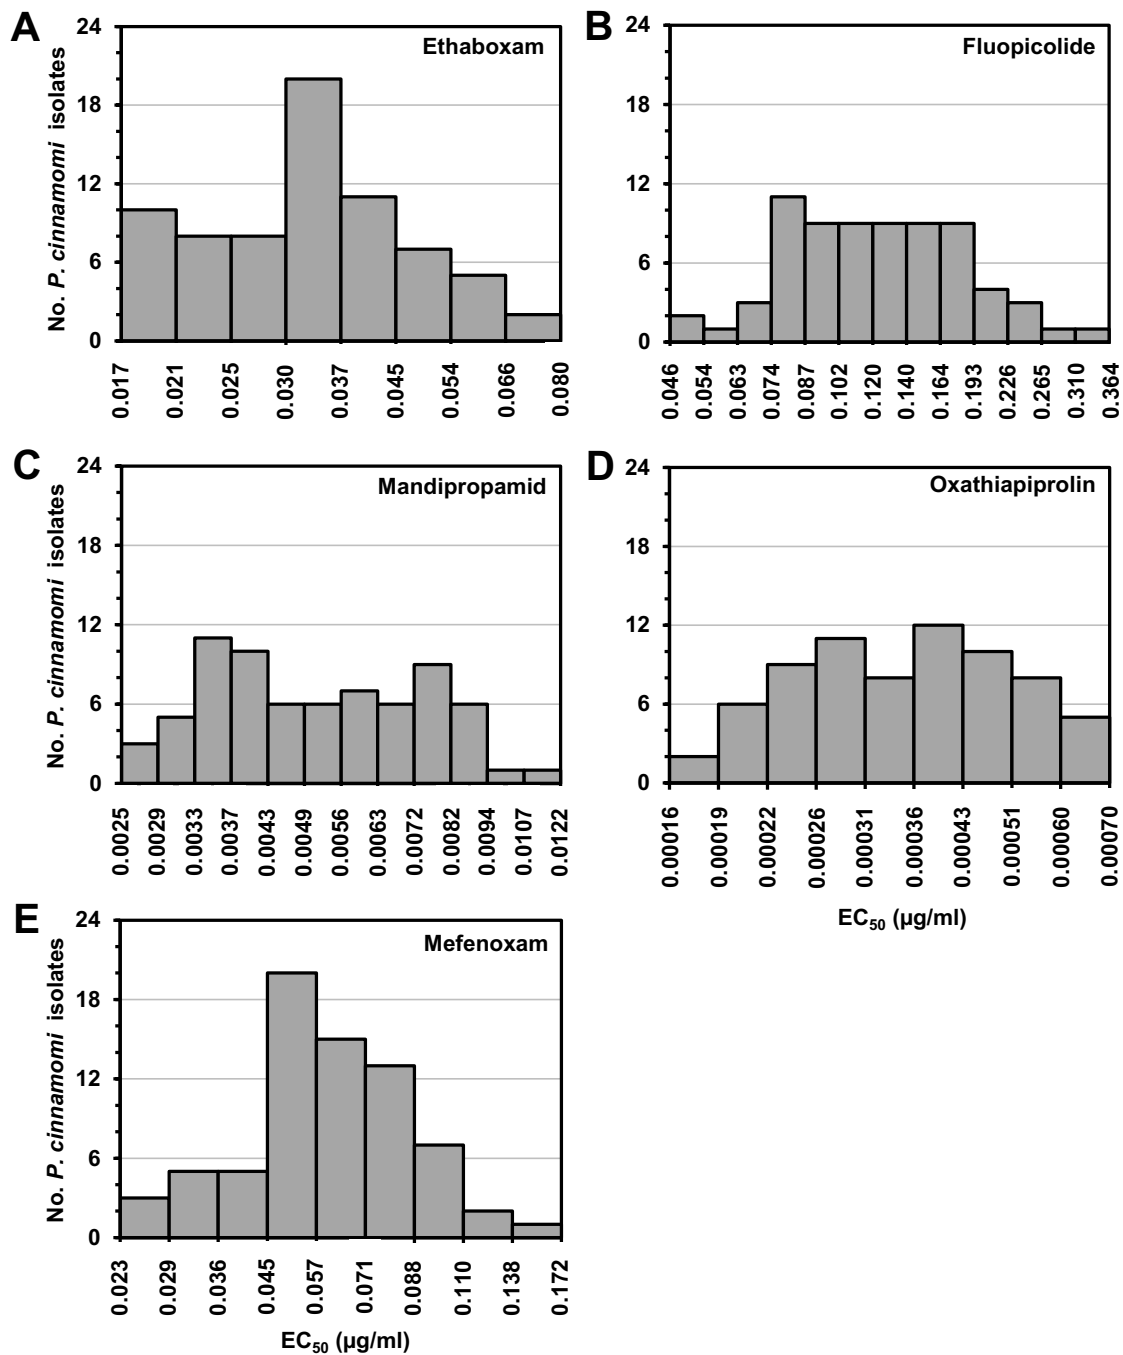 A
Ethaboxam
No. P. cinnamomi isolates
24
18
12
6
0
0.017 0.021 0.025 0.030 0.037 0.045 0.054 0.066 0.080
B
Fluopicolide
24
18
12
6
0
0.046 0.054 0.063 0.074 0.087 0.102 0.120 0.140 0.164 0.193 0.226 0.265 0.310 0.364
C
Mandipropamid
No. P. cinnamomi isolates
24
18
12
6
0
0.0025 0.0029 0.0033 0.0037 0.0043 0.0049 0.0056 0.0063 0.0072 0.0082 0.0094 0.0107 0.0122
D
Oxathiapiprolin
24
18
12
6
0
0.00016 0.00019 0.00022 0.00026 0.00031 0.00036 0.00043 0.00051 0.00060 0.00070
EC50 (µg/ml)
E
Mefenoxam
No. P. cinnamomi isolates
24
18
12
6
0
0.023 0.029 0.036 0.045 0.057 0.071 0.088 0.110 0.138 0.172
EC50 (µg/ml)